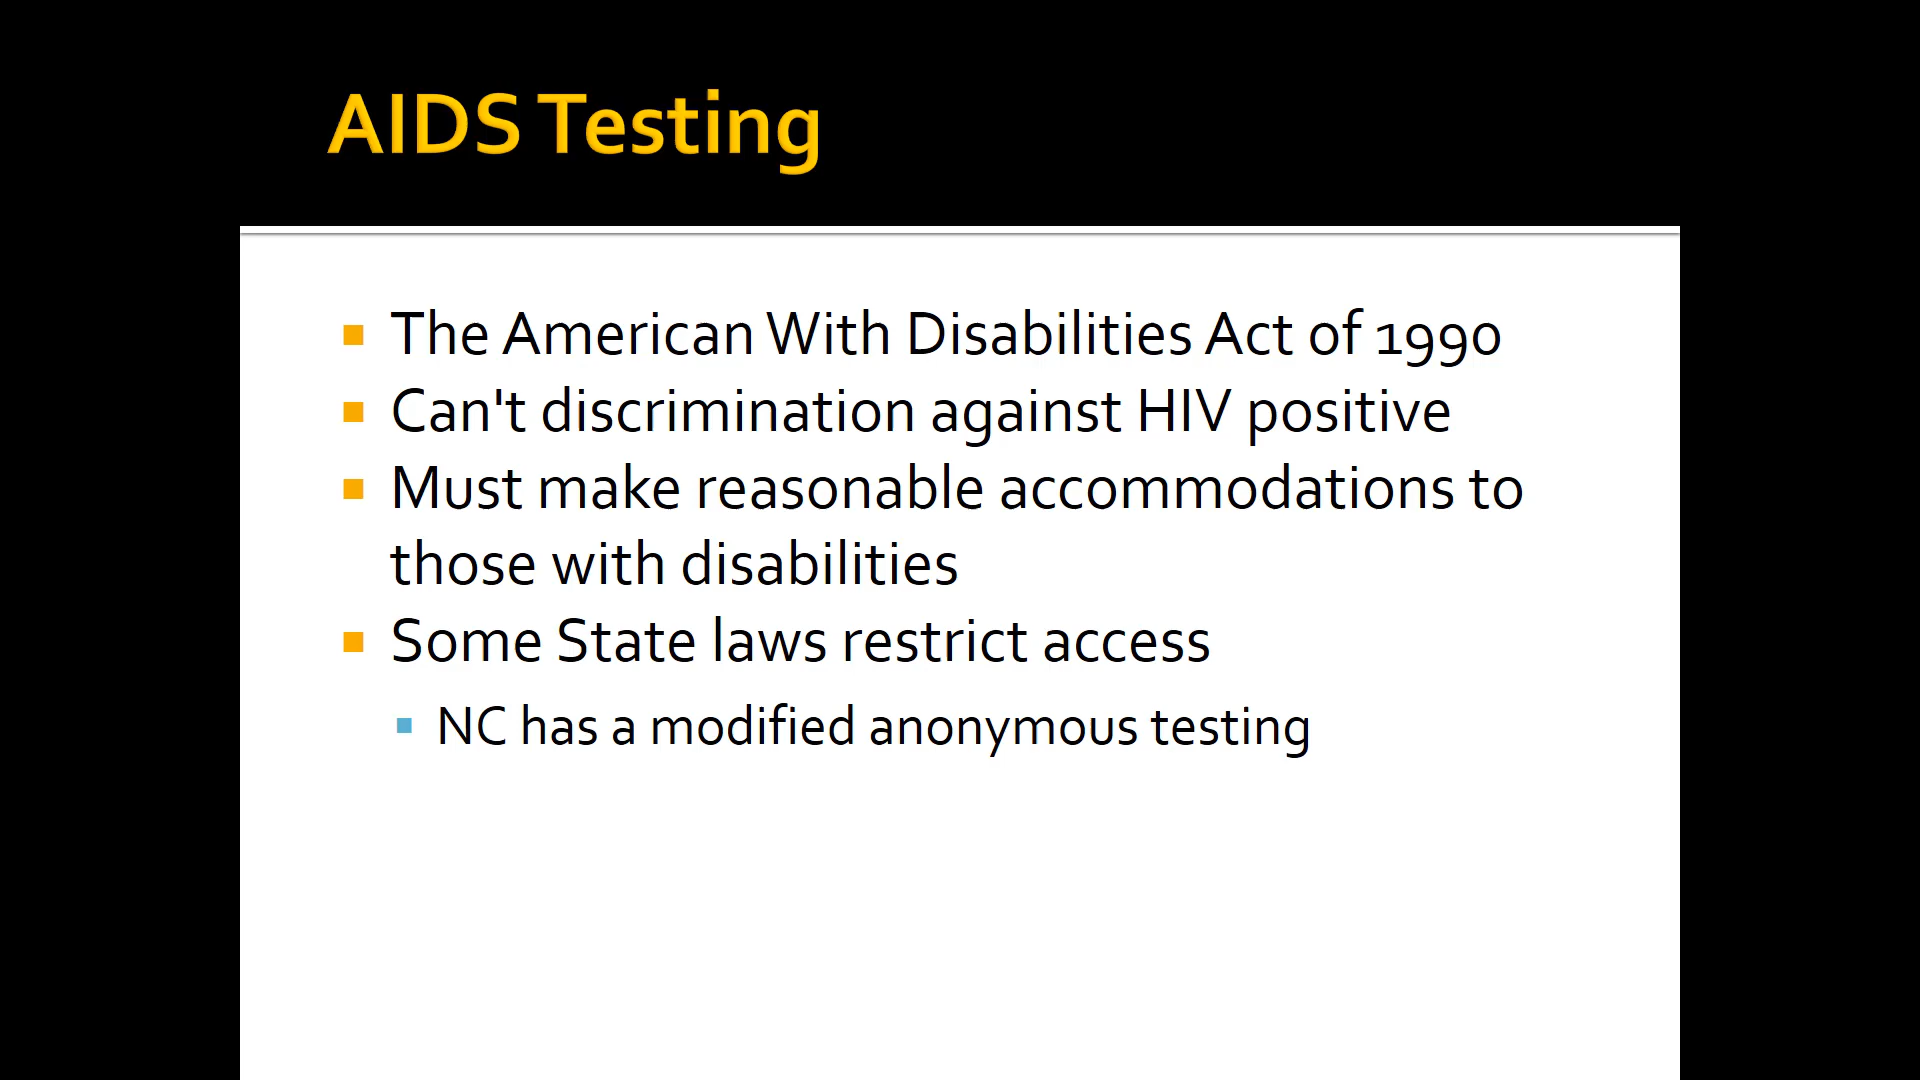 AIDS Testing
The American With Disabilities Act of 1990
Can't discrimination against HIV positive
Must make reasonable accommodations to
those with disabilities
Some State laws restrict access
NC has a modified anonymous testing